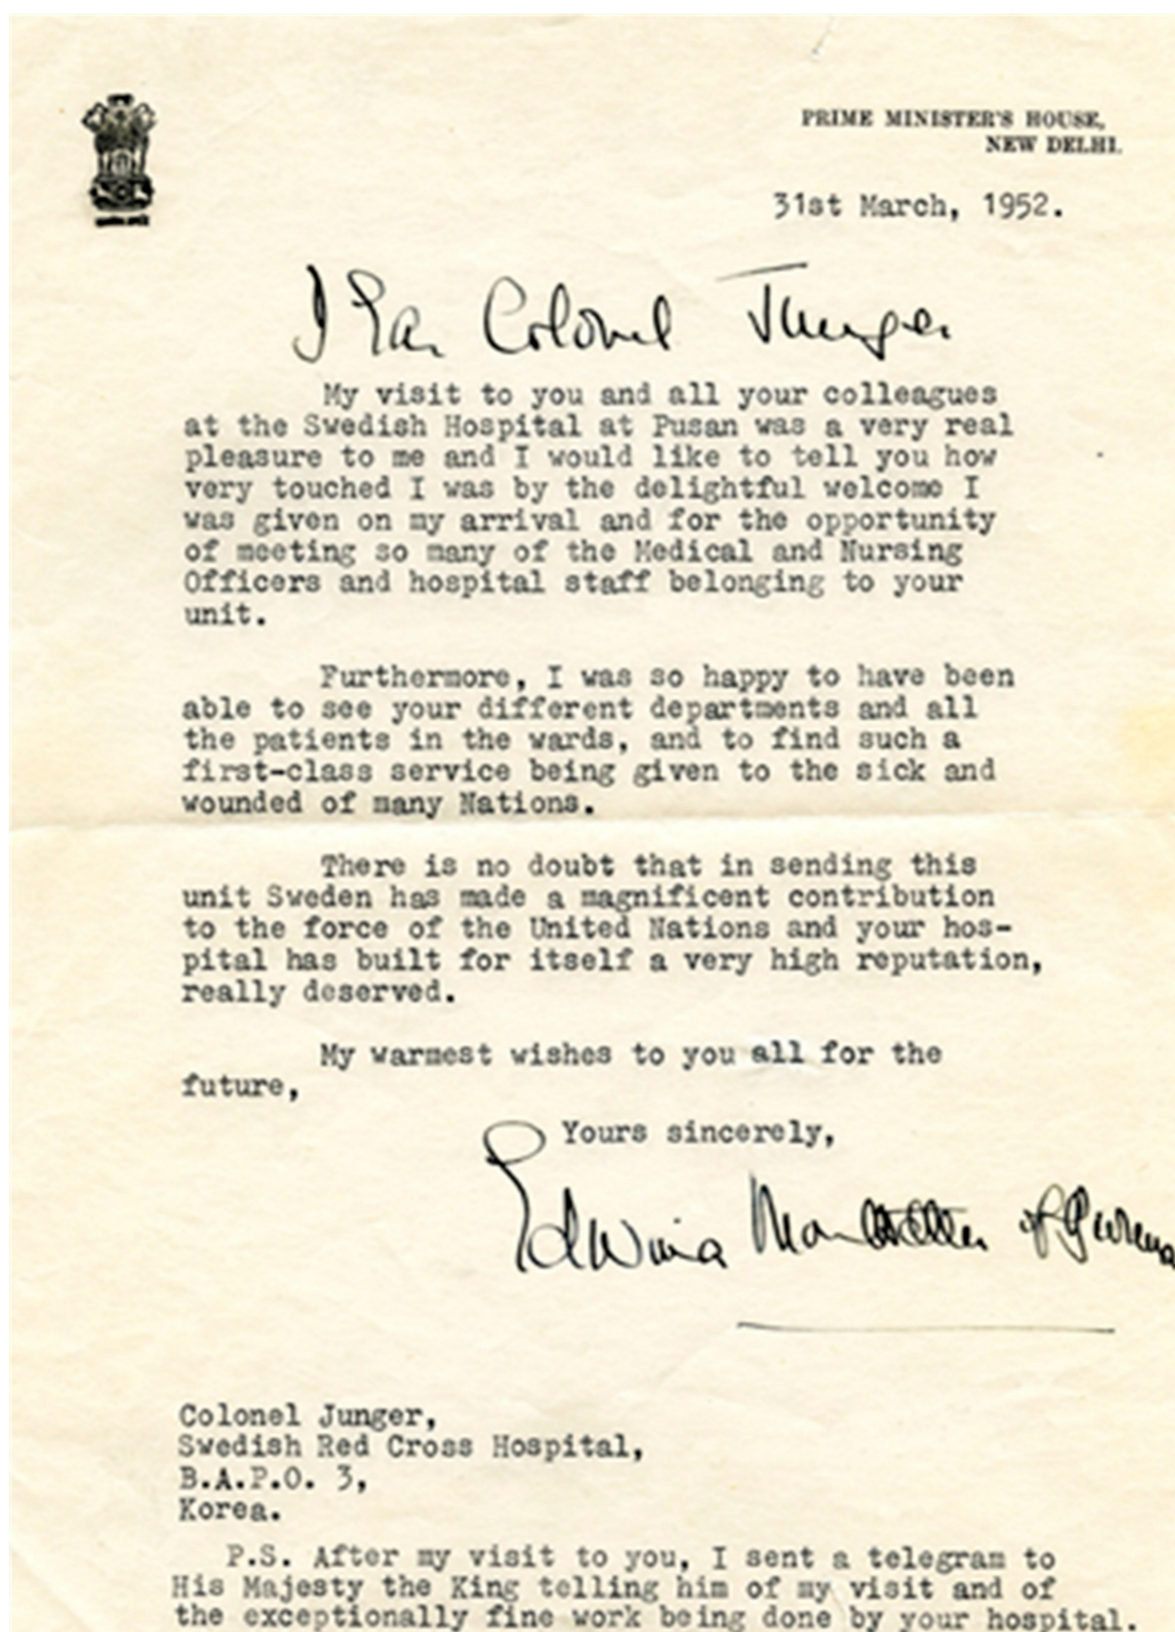 PRIME MINISTER'S HOUSE,
NEW DELHI.
31st March, 1952.
Dear Colonel Junger
My visit to you and all your colleagues
at the Swedish Hospital at Pusan was a very real
pleasure to me and I would like to tell you how
very touched I was by the delightful welcome I
was given on my arrival and for the opportunity
of meeting so many of the Medical and Nursing
Officers and hospital staff belonging to your
unit.
Furthermore, I was so happy to have been
able to see your different departments and all
the patients in the wards, and to find such a
first-class service being given to the sick and
wounded of many Nations.
There is no doubt that in sending this
unit Sweden has made a magnificent contribution
to the force of the United Nations and your hos-
pital has built for itself a very high reputation,
really deserved.
My warmest wishes to you all for the
future,
Yours sincerely,
Edwina Mountbatten of Burma
Colonel Junger,
Swedish Red Cross Hospital,
B.A.P.O. 3,
Korea.
P.S. After my visit to you, I sent a telegram to
His Majesty the King telling him of my visit and of
the exceptionally fine work being done by your hospital.